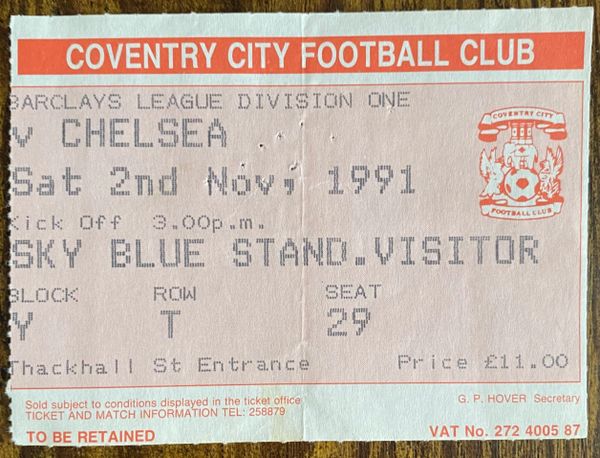 COVENTRY CITY FOOTBALL CLUB
BARCLAYS LEAGUE DIVISION ONE
v CHELSEA
Sat 2nd Nov, 1991
COVENTRY CITY
FOOTBALL CLUB
Kick Off 3.00p.m.
SKY BLUE STAND.VISITOR
BLOCK ROW SEAT
Y T 29
Thackhall St Entrance Price £11.00
Sold subject to conditions displayed in the ticket office G. P. HOVER Secretary
TICKET AND MATCH INFORMATION TEL: 258879
TO BE RETAINED VAT No. 272 4005 87